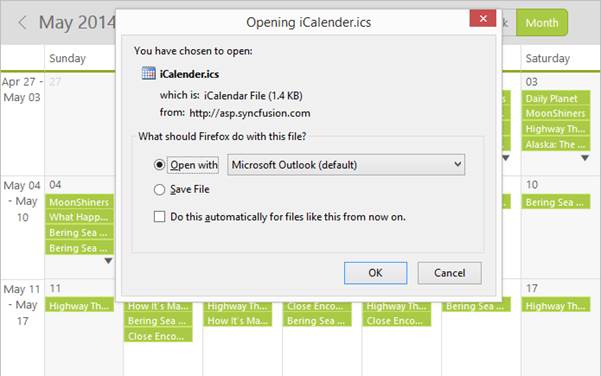 May 2014
Opening iCalender.ics
k
Month
Sunday
Saturday
You have chosen to open:
iCalender.ics
which is: iCalendar File (1.4 KB)
from: http://asp.syncfusion.com
What should Firefox do with this file?
Open with
Microsoft Outlook (default)
Save File
Do this automatically for files like this from now on.
OK
Cancel
Apr 27 -
May 03
27
03
Daily Planet
MoonShiners
Highway Th...
Alaska: The ...
May 04
- May
10
04
MoonShiners
What Happ...
Bering Sea ...
Bering Sea ...
10
Bering Sea ...
May 11
- May
17
11
Highway Th...
How It's Ma...
Bering Sea ...
Close Enco...
Highway Th...
How It's Ma...
Close Enco...
Bering Sea ...
Highway Th...
Close Enco...
Bering Sea ...
17
Highway Th...